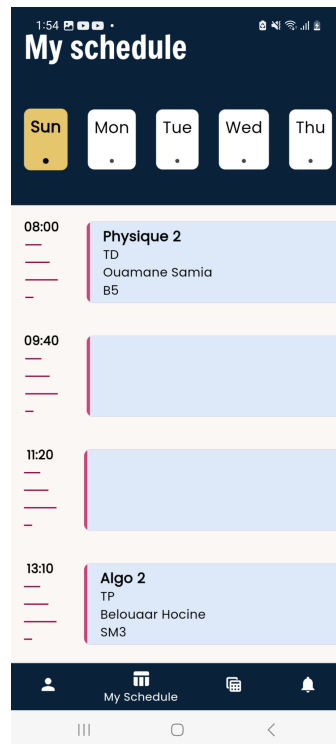 1:54
My schedule
Sun Mon Tue Wed Thu
08:00
Physique 2
TD
Ouamane Samia
B5
09:40
11:20
13:10
Algo 2
TP
Belouaar Hocine
SM3
My Schedule